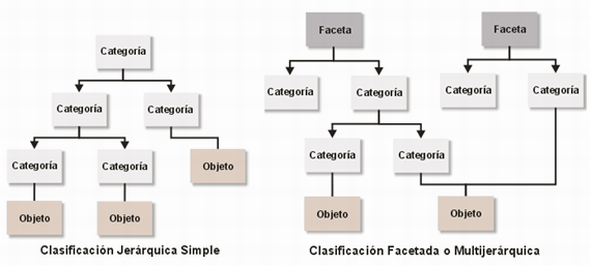 Categoría
Categoría
Categoría
Categoría
Categoría
Objeto
Objeto
Objeto
Clasificación Jerárquica Simple
Faceta
Faceta
Categoría
Categoría
Categoría
Categoría
Categoría
Categoría
Objeto
Objeto
Clasificación Facetada o Multijerárquica